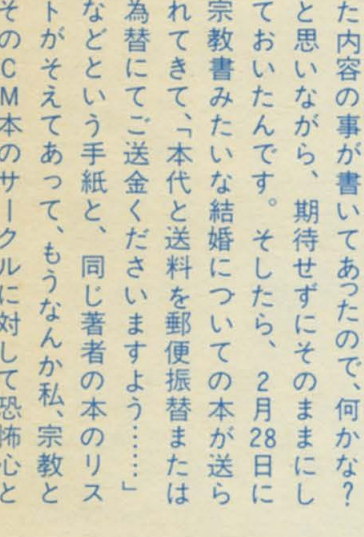 た内容の事が書いてあったので、何かな?
と思いながら、期待せずにそのままにし
ておいたんです。そしたら、2月28日に
宗教書みたいな結婚についての本が送ら
れてきて、「本代と送料を郵便振替または
為替にてご送金くださいますよう……」
などという手紙と、同じ著者の本のリス
トがそえてあって、もうなんか私、宗教と
そのCM本のサークルに対して恐怖心と